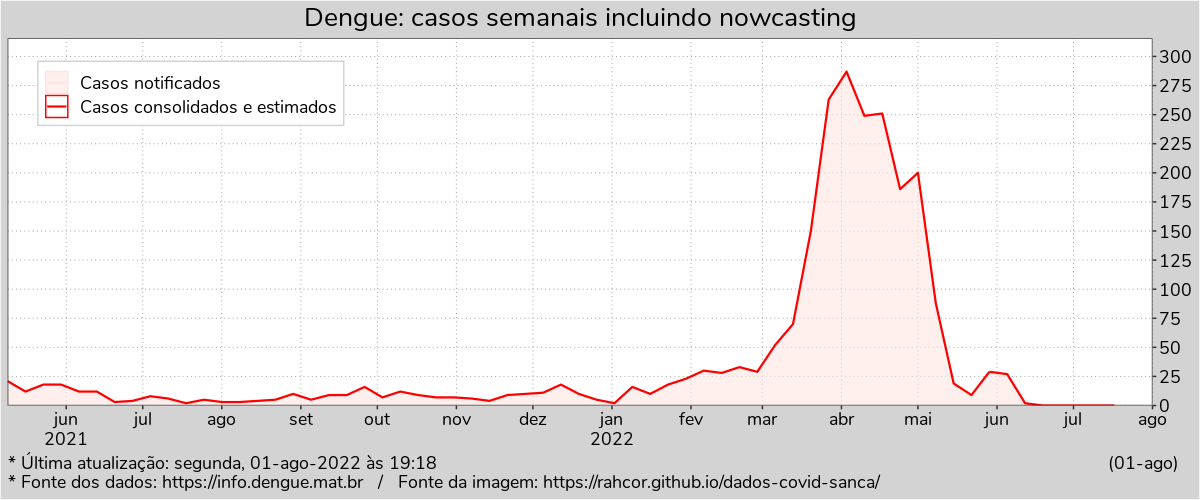 Dengue: casos semanais incluindo nowcasting
Casos notificados
Casos consolidados e estimados
300
275
250
225
200
175
150
125
100
75
50
25
0
jun jul ago set out nov dez jan fev mar abr mai jun jul ago
2021 2022
* Última atualização: segunda, 01-ago-2022 às 19:18 (01-ago)
* Fonte dos dados: https://info.dengue.mat.br / Fonte da imagem: https://rahcor.github.io/dados-covid-sanca/